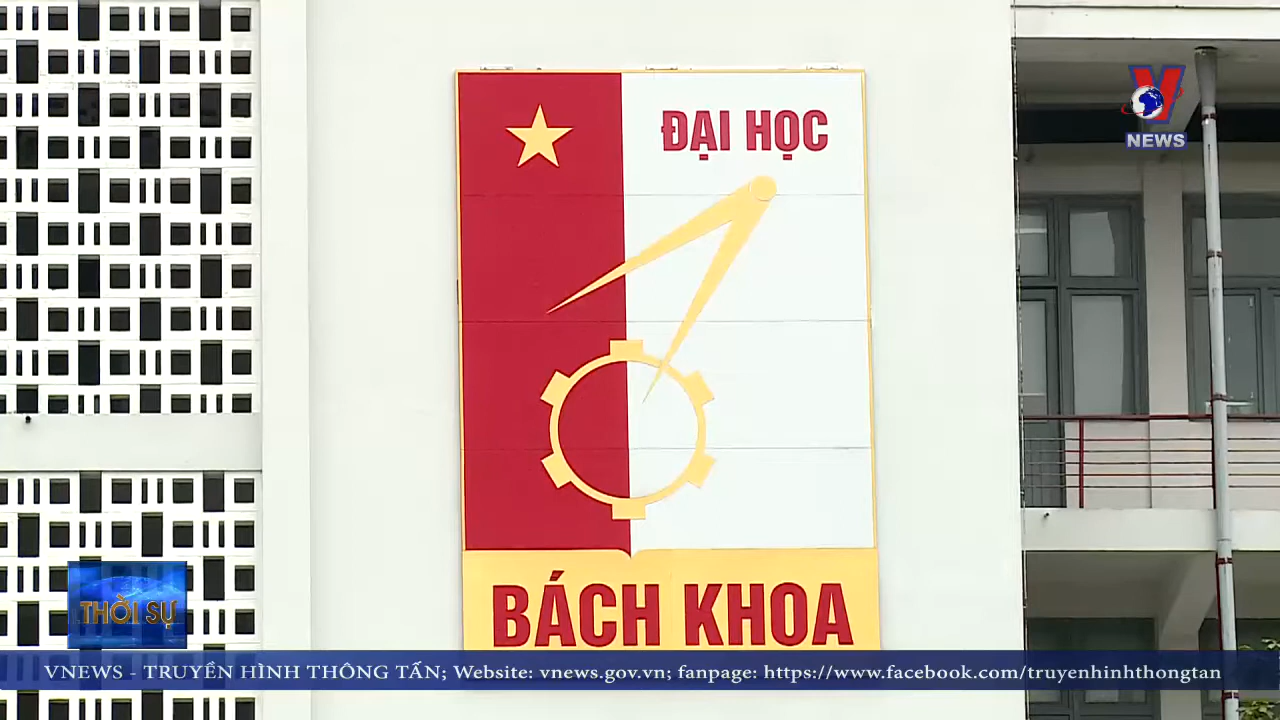 V
NEWS
ĐẠI HỌC
BÁCH KHOA
THỜI SỰ
VNEWS - TRUYỀN HÌNH THÔNG TẤN; Website: vnews.gov.vn; fanpage: https://www.facebook.com/truyenhinhthongtan